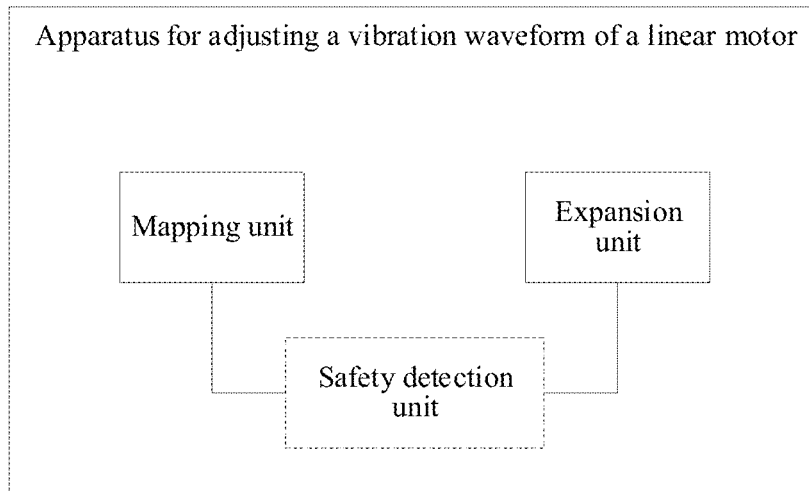 Apparatus for adjusting a vibration waveform of a linear motor
Mapping unit
Expansion
unit
Safety detection
unit